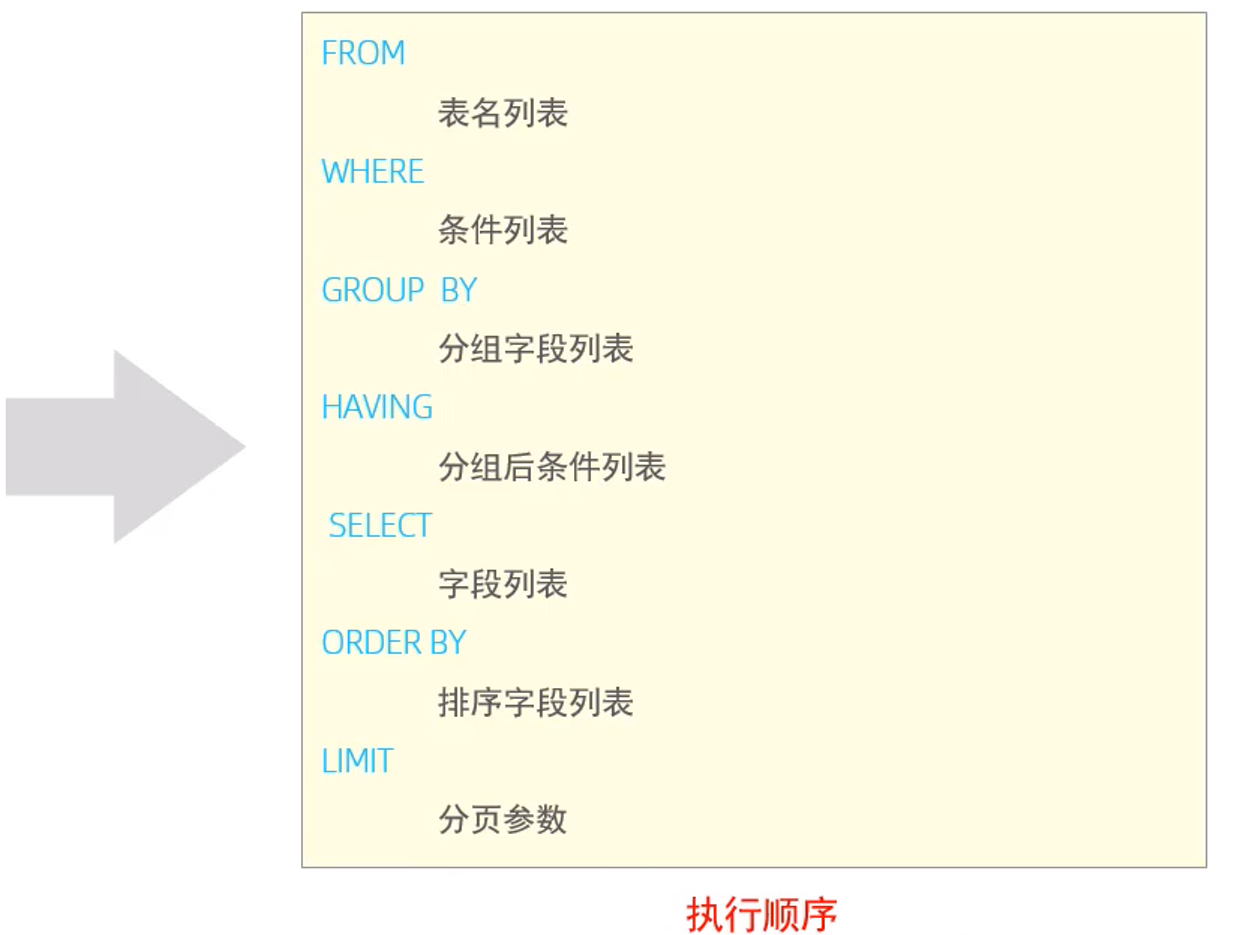 FROM
表名列表
WHERE
条件列表
GROUP BY
分组字段列表
HAVING
分组后条件列表
SELECT
字段列表
ORDER BY
排序字段列表
LIMIT
分页参数
执行顺序